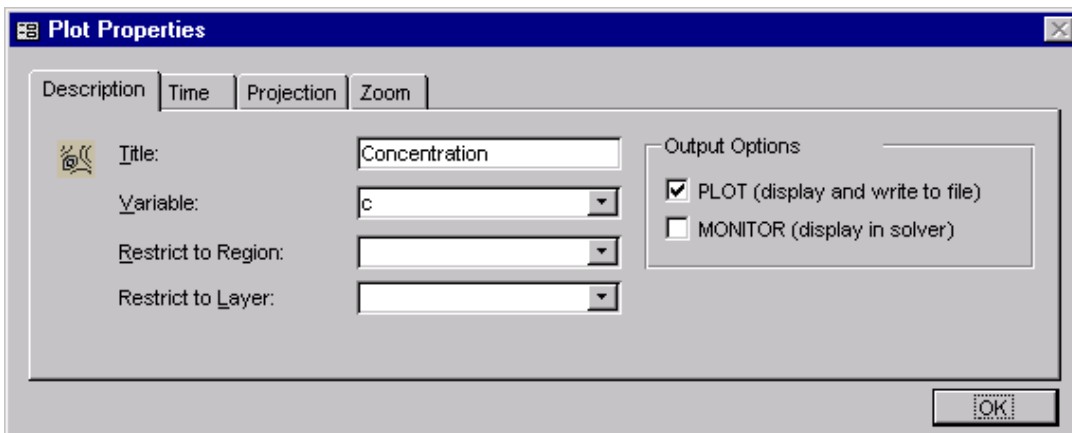 Plot Properties
Description Time Projection Zoom
Title: Concentration
Variable: c
Restrict to Region:
Restrict to Layer:
Output Options
PLOT (display and write to file)
MONITOR (display in solver)
OK